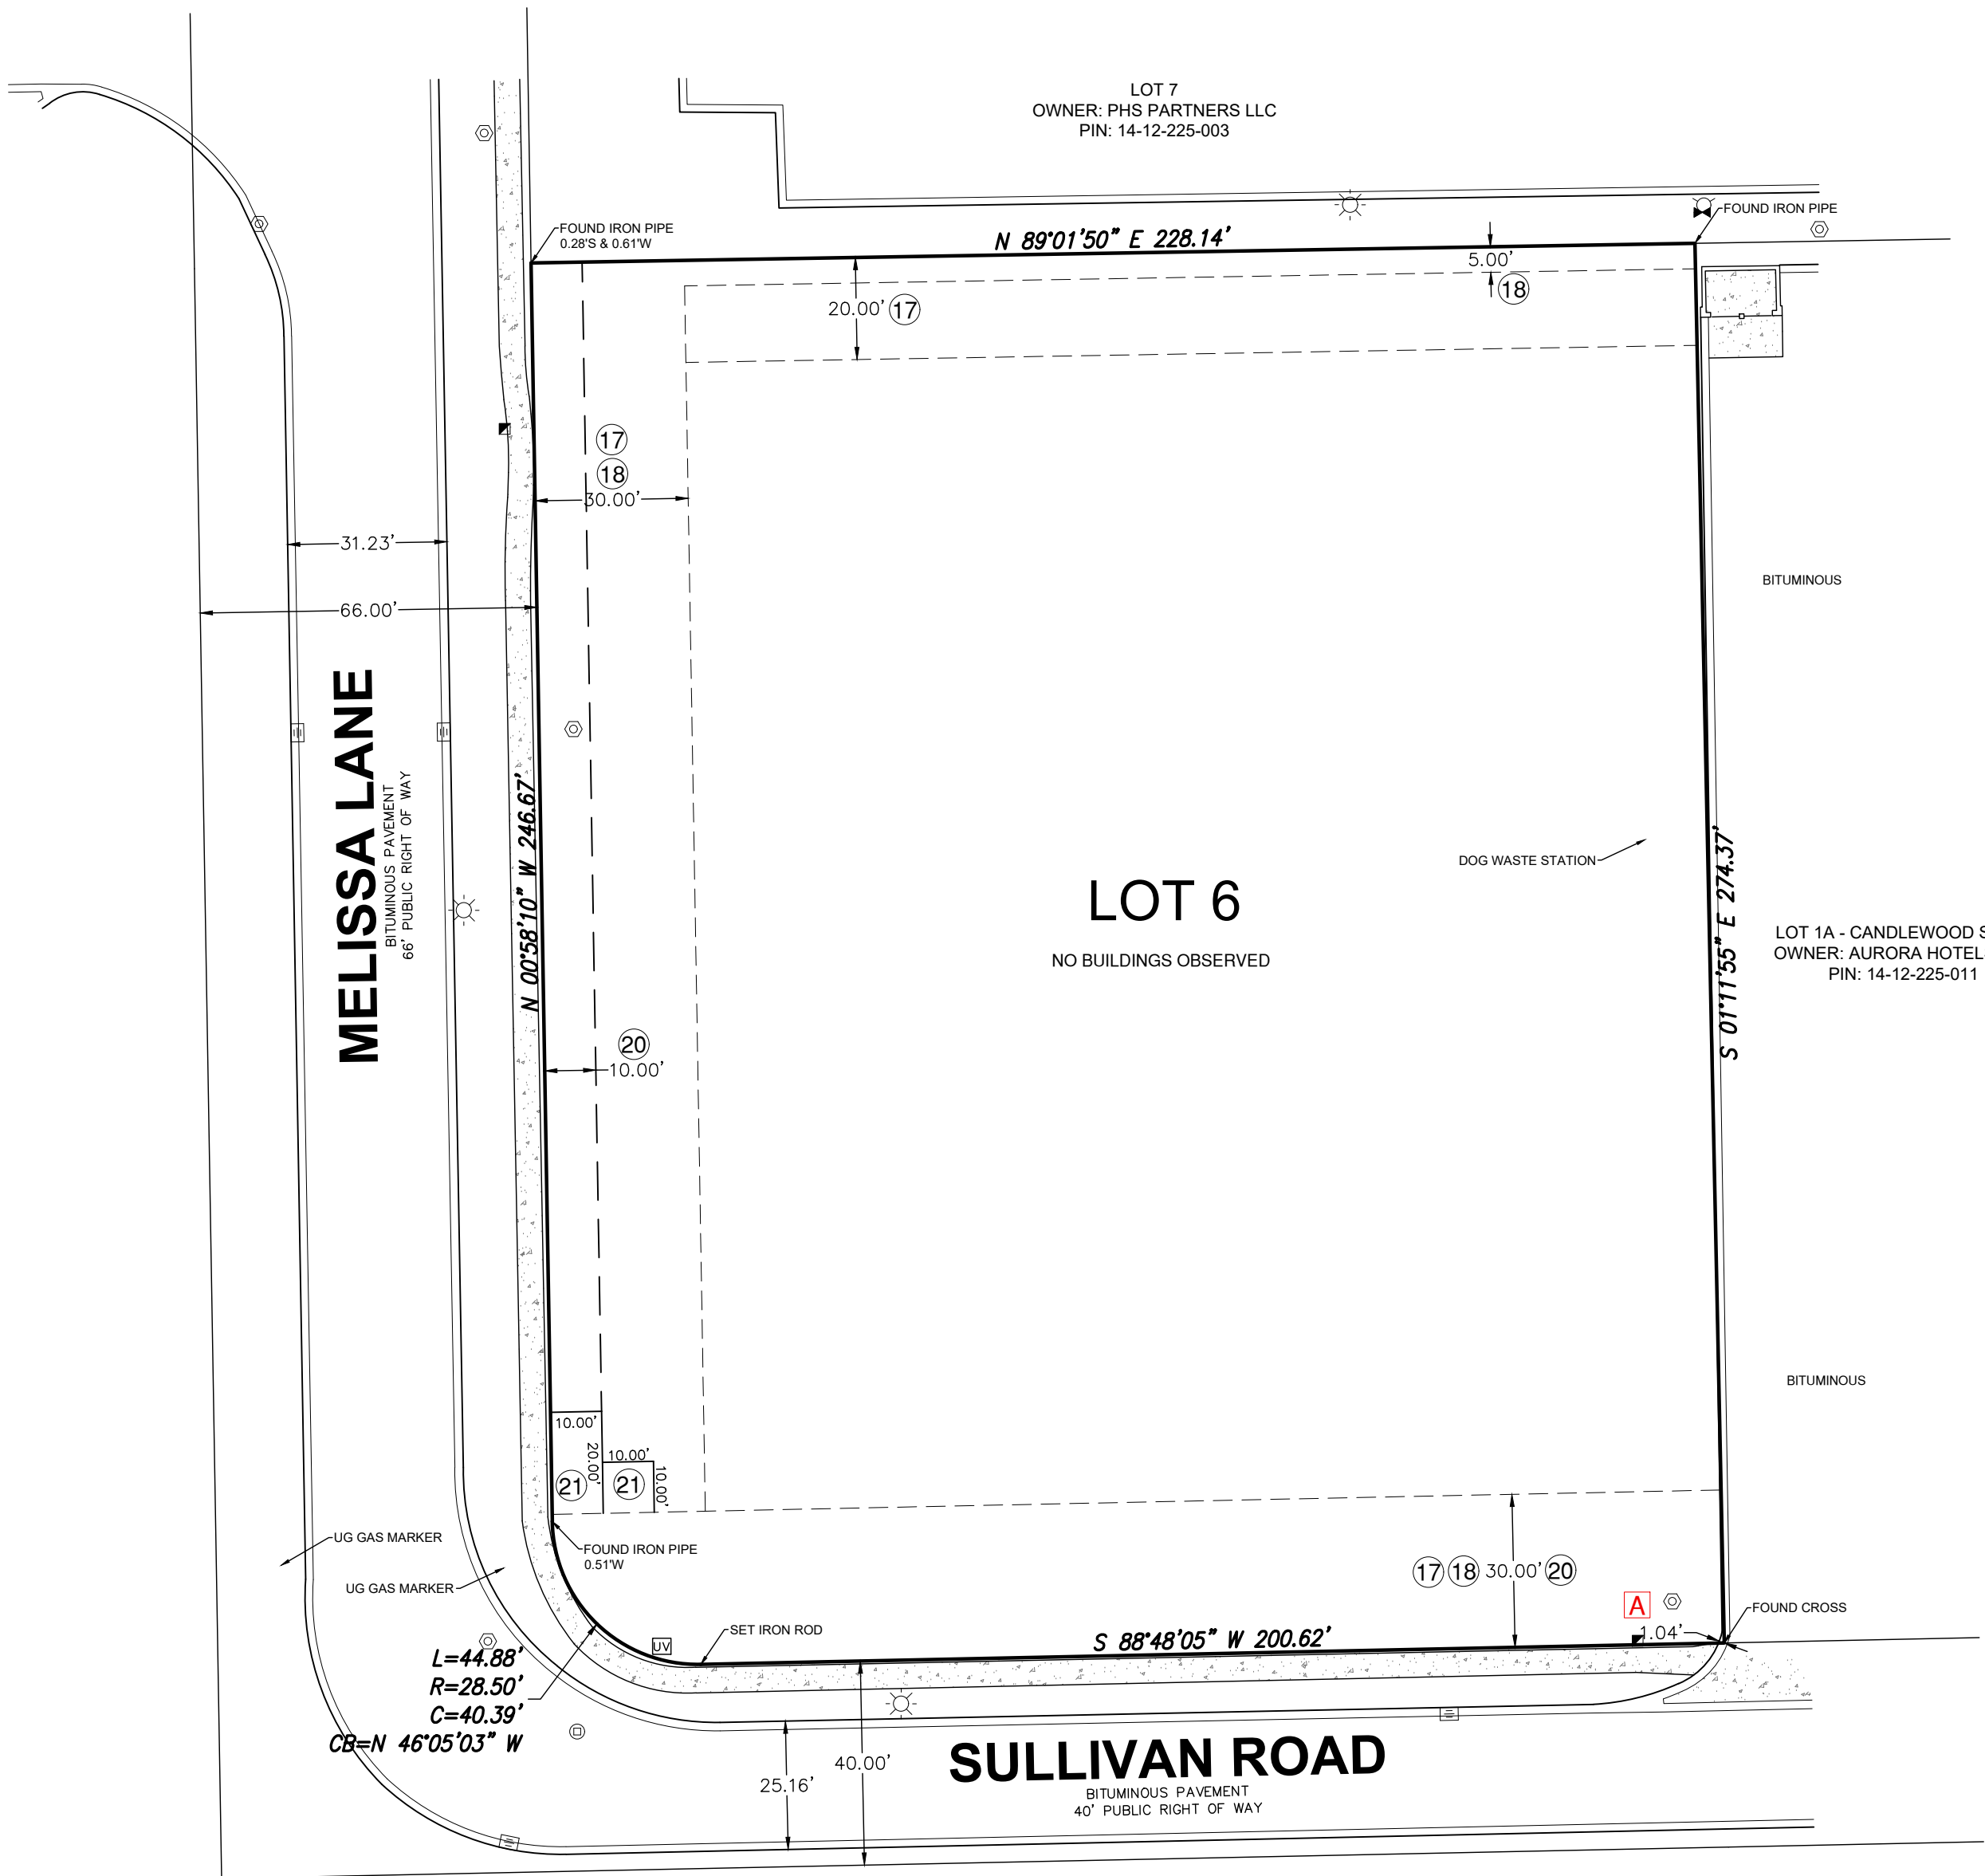 LOT 7
OWNER: PHS PARTNERS LLC
PIN: 14-12-225-003
FOUND IRON PIPE
FOUND IRON PIPE
0.28'S & 0.61'W
N 89°01'50" E 228.14'
5.00'
18
20.00' 17
17
18
30.00'
31.23'
66.00'
BITUMINOUS
MELISSA LANE
BITUMINOUS PAVEMENT
66' PUBLIC RIGHT OF WAY
N 00°58'10" W 246.67'
DOG WASTE STATION
S 01°11'55" E 274.37'
LOT 6
NO BUILDINGS OBSERVED
LOT 1A - CANDLEWOOD
OWNER: AURORA HOTEL
PIN: 14-12-225-011
20
10.00'
BITUMINOUS
10.00'
20.00'
10.00'
10.00'
21
21
UG GAS MARKER
FOUND IRON PIPE
0.51'W
UG GAS MARKER
17 18 30.00' 20
A
FOUND CROSS
1.04'
SET IRON ROD
UV
S 88°48'05" W 200.62'
L=44.88'
R=28.50'
C=40.39'
CB=N 46°05'03" W
SULLIVAN ROAD
BITUMINOUS PAVEMENT
40' PUBLIC RIGHT OF WAY
40.00'
25.16'